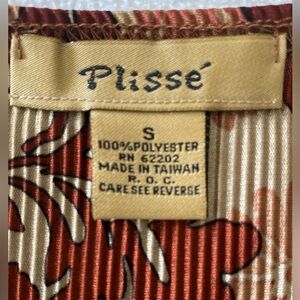 Plissé
S
100% POLYESTER
RN 62202
MADE IN TAIWAN
R. O. C.
CARE SEE REVERSE